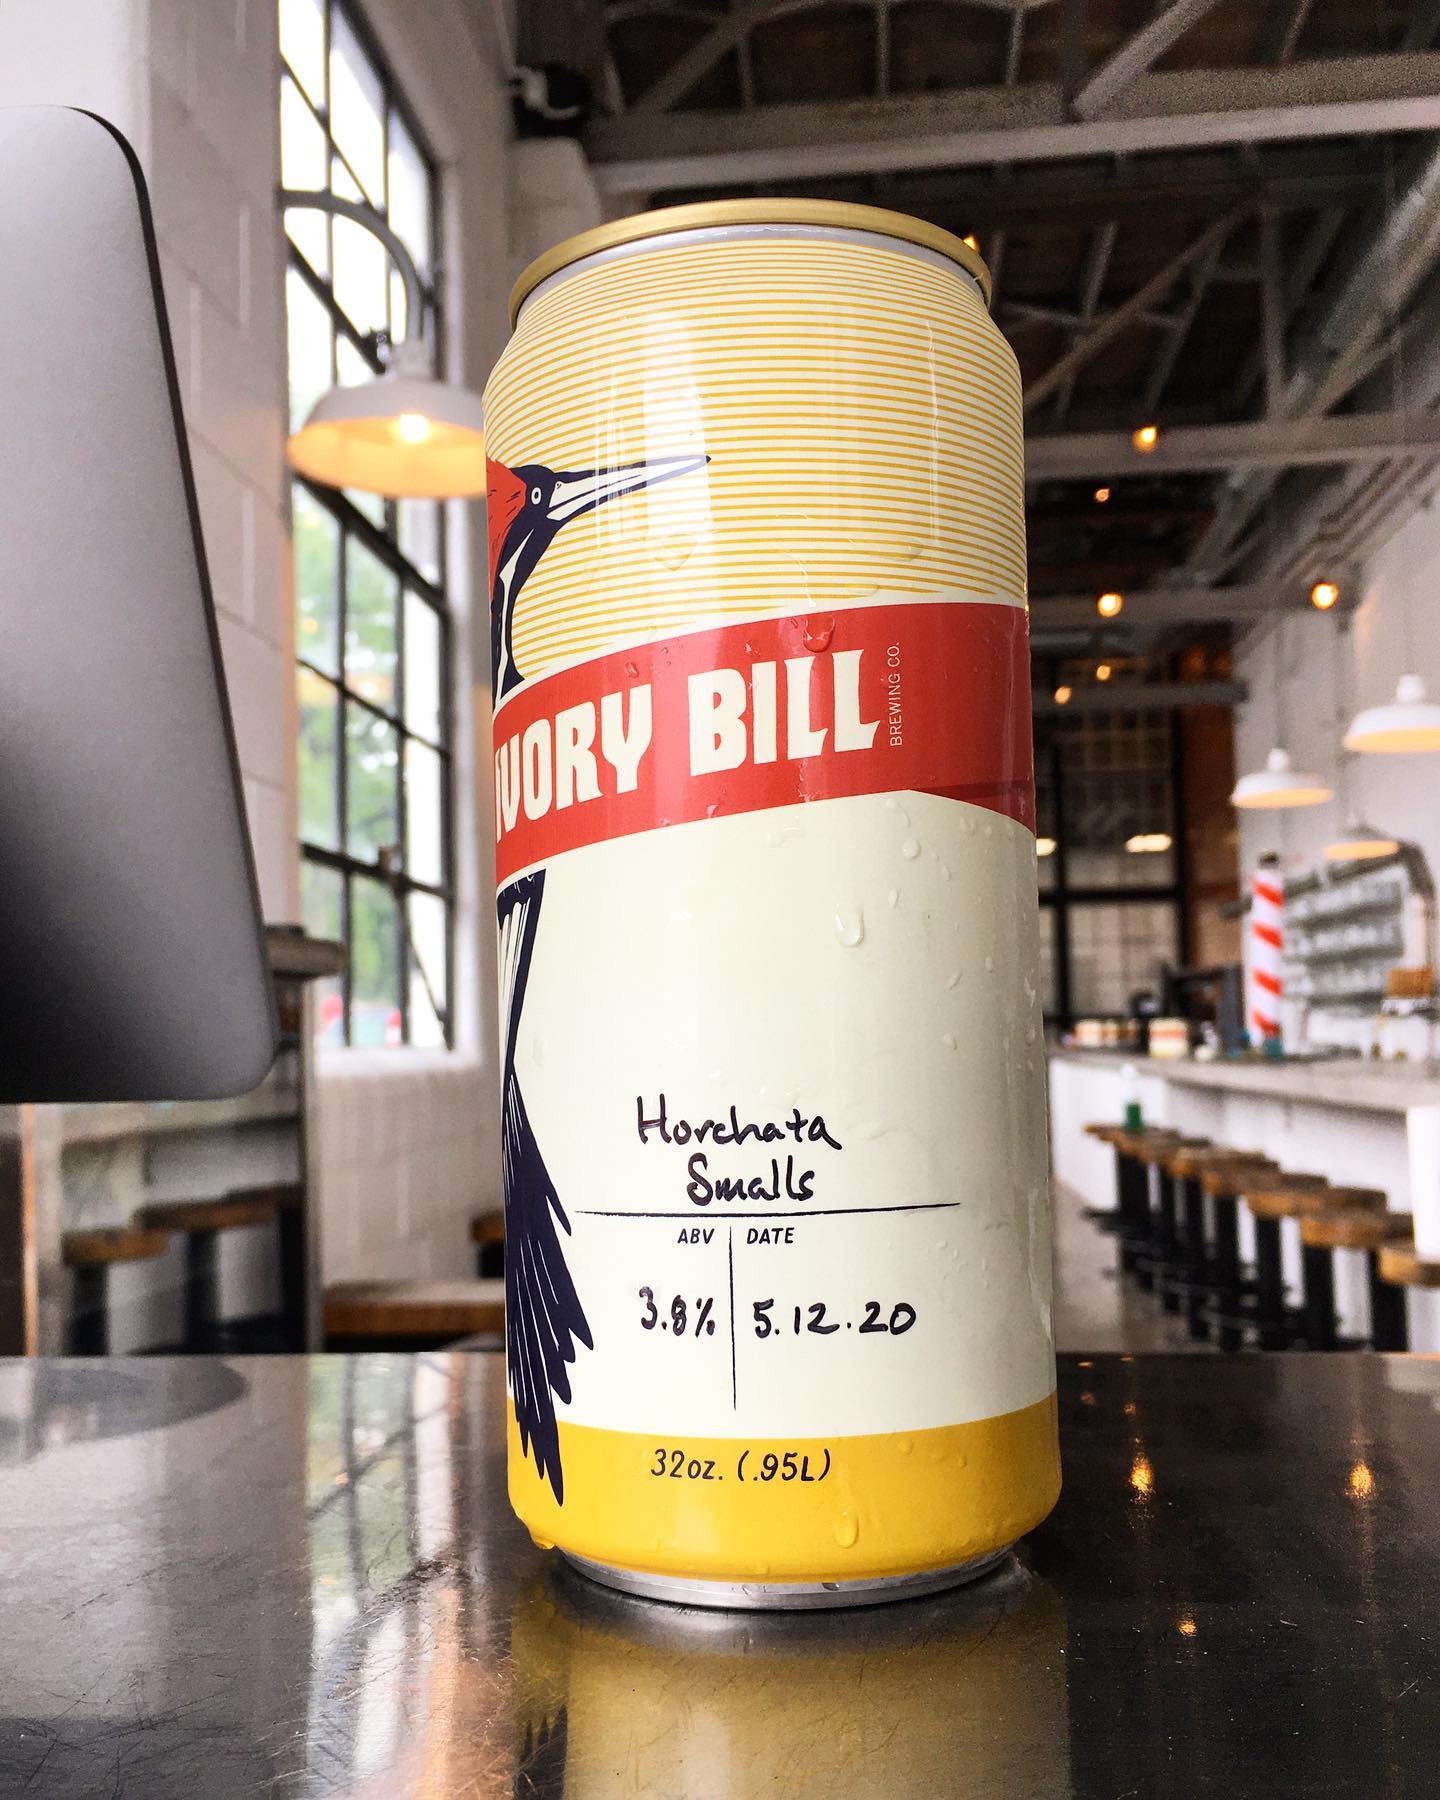 IVORY BILL
BREWING CO.
Horchata
Smalls
ABV DATE
3.8% 5.12.20
32oz. (.95L)